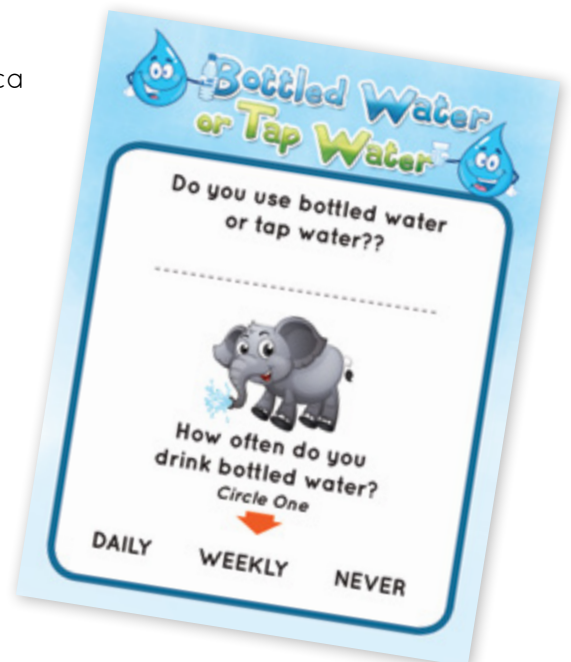 ca
Bottled Water
or Tap Water
Do you use bottled water
or tap water??
How often do you
drink bottled water?
Circle One
DAILY WEEKLY NEVER